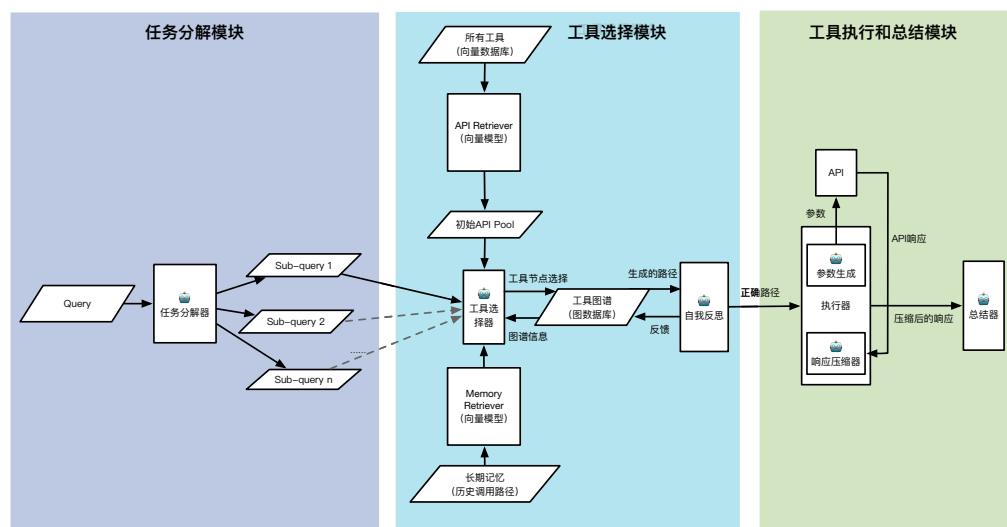 任务分解模块
Query
任务分解器
Sub-query 1
Sub-query 2
......
Sub-query n
工具选择模块
所有工具
(向量数据库)
API Retriever
(向量模型)
初始API Pool
工具选
择器
工具节点选择
图谱信息
工具图谱
(图数据库)
生成的路径
反馈
自我反思
Memory
Retriever
(向量模型)
长期记忆
(历史调用路径)
正确路径
工具执行和总结模块
API
参数
API响应
参数生成
执行器
响应压缩器
压缩后的响应
总结器